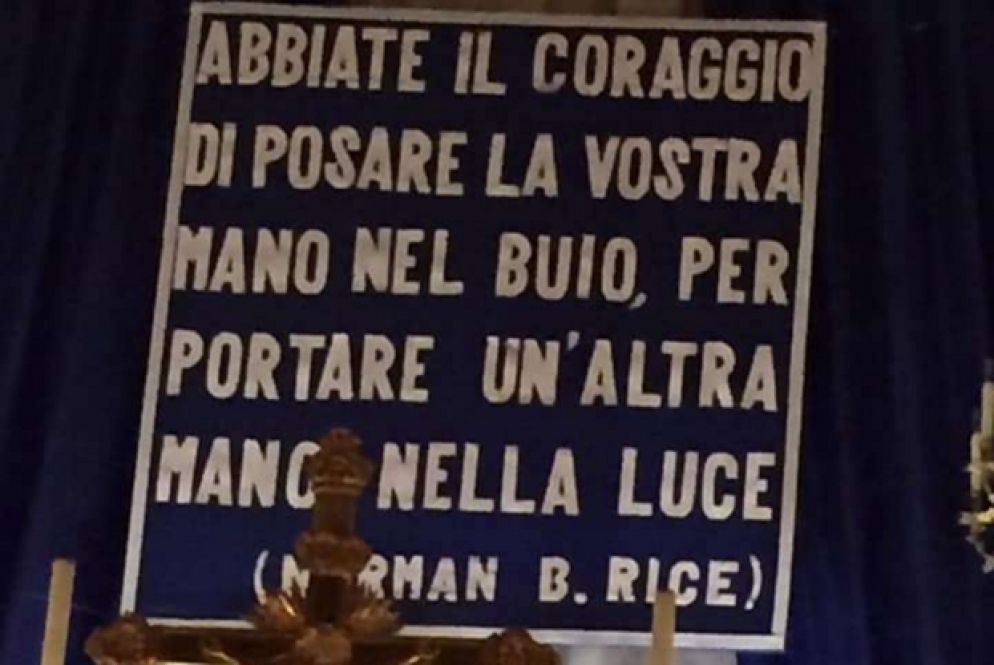 ABBIATE IL CORAGGIO
DI POSARE LA VOSTRA
MANO NEL BUIO, PER
PORTARE UN'ALTRA
MANO NELLA LUCE
(NORMAN B. RICE)